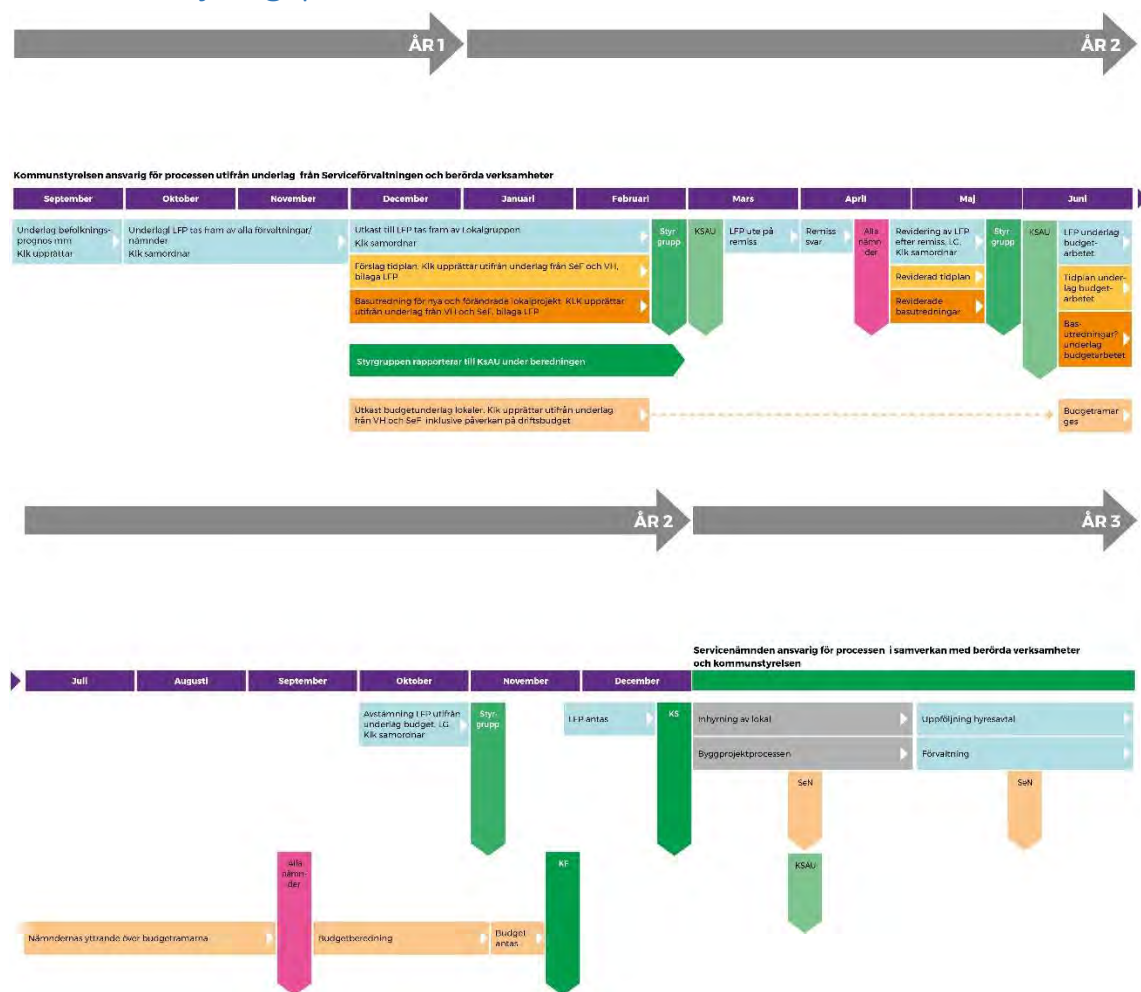 ÅR 1
ÅR 2
Kommunstyrelsen ansvarig för processen utifrån underlag från Serviceförvaltningen och berörda verksamheter
September
Oktober
November
December
Januari
Februari
Mars
April
Maj
Juni
Underlag befolknings-
prognos mm
Klk upprättar
Underlagl LFP tas fram av alla förvaltningar/
nämnder
Klk samordnar
Utkast till LFP tas fram av Lokalgruppen
Klk samordnar
Styr
grupp
KSAU
LFP ute på
remiss
Remiss
svar
Alla
nämn-
der
Revidering av LFP
efter remiss, LG.
Klk samordnar
Styr
grupp
KSAU
LFP underlag
budget-
arbetet
Förslag tidplan. Klk upprättar utifrån underlag från SeF och VH,
bilaga LFP
Reviderad tidplan
Tidplan under-
lag budget-
arbetet
Basutredning för nya och förändrade lokalprojekt. KLK upprättar
utifrån underlag från VH och SeF, bilaga LFP
Reviderade
basutredningar
Bas-
utredningar?
underlag
budgetarbetet
Styrgruppen rapporterar till KsAU under beredningen
Utkast budgetunderlag lokaler. Klk upprättar utifrån underlag
från VH och SeF inklusive påverkan på driftsbudget
Budgetramar
ges
ÅR 2
ÅR 3
Servicenämnden ansvarig för processen i samverkan med berörda verksamheter
och kommunstyrelsen
Juli
Augusti
September
Oktober
November
December
Avstämning LFP utifrån
underlag budget, LG.
Klk samordnar
Styr-
grupp
LFP antas
KS
Inhyrning av lokal
Uppföljning hyresavtal
Byggprojektprocessen
Förvaltning
SeN
SeN
Alla
nämn-
der
KF
KSAU
Nämndernas yttrande över budgetramarna
Budgetberedning
Budget
antas